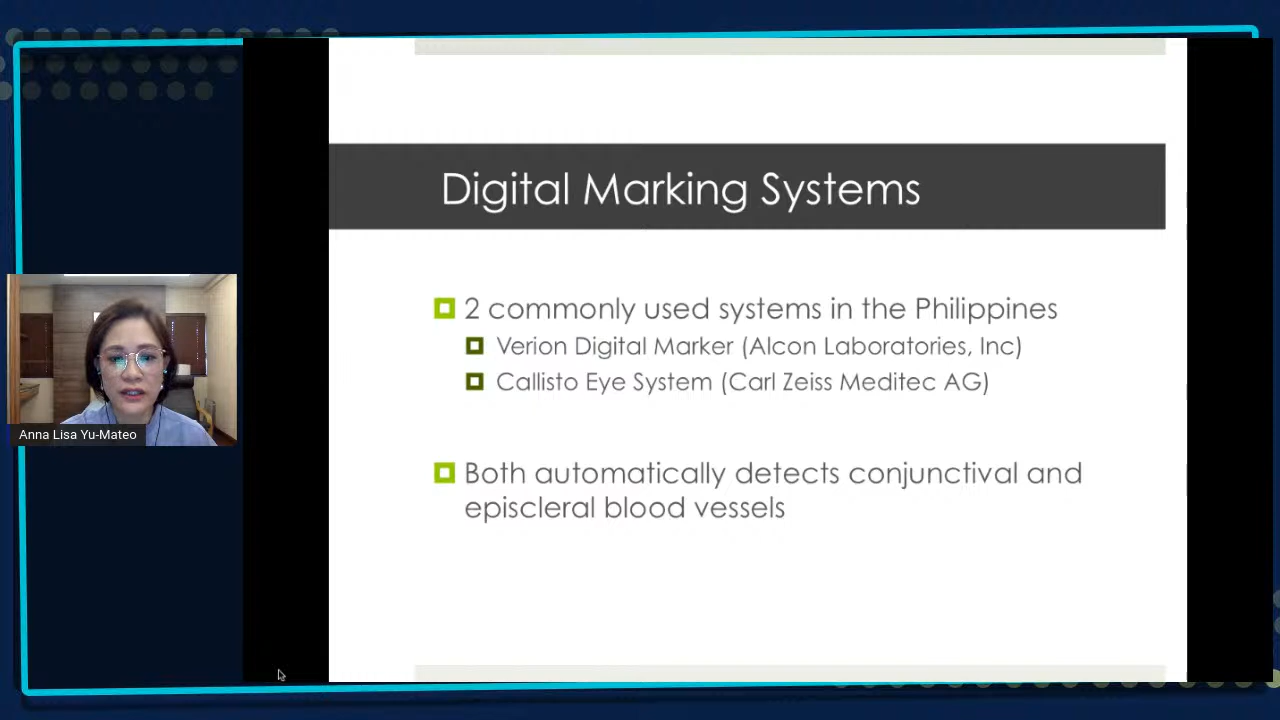 Digital Marking Systems
2 commonly used systems in the Philippines
Verion Digital Marker (Alcon Laboratories, Inc)
Callisto Eye System (Carl Zeiss Meditec AG)
Both automatically detects conjunctival and
episcleral blood vessels
Anna Lisa Yu-Mateo